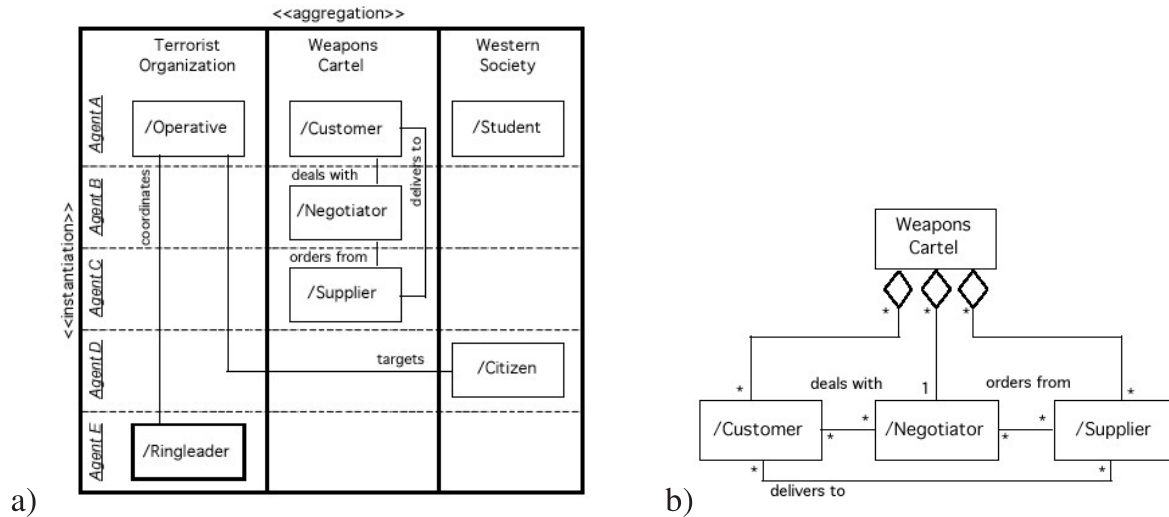 <<aggregation>>
Terrorist
Organization
Weapons
Cartel
Western
Society
<<instantiation>>
Agent A
/Operative
/Customer
/Student
coordinates
deals with
delivers to
Agent B
/Negotiator
orders from
Agent C
/Supplier
Agent D
targets
/Citizen
Agent E
/Ringleader
a)
Weapons
Cartel
* * *
* 1 *
deals with
orders from
/Customer
* *
/Negotiator
* *
/Supplier
* *
delivers to
b)